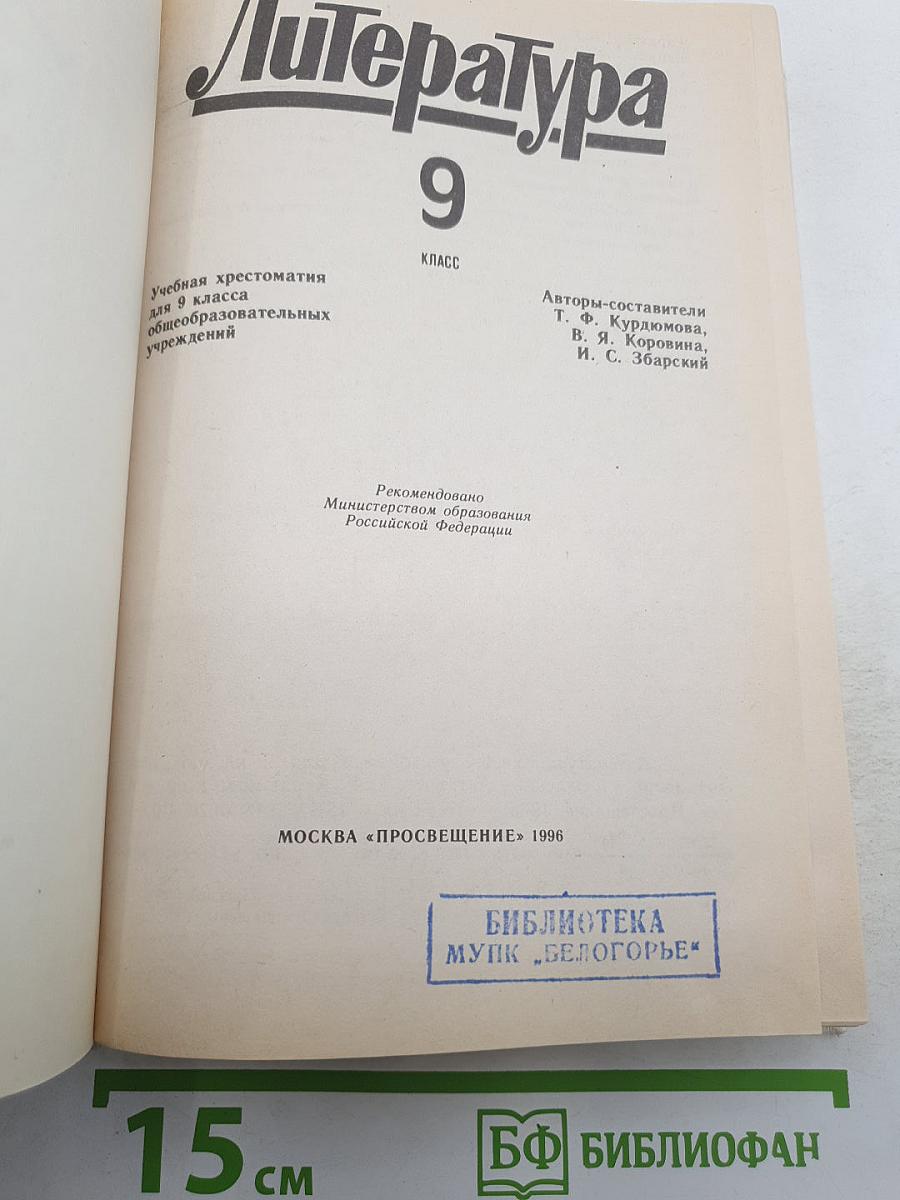 Литература
9
КЛАСС
Учебная хрестоматия
для 9 класса
общеобразовательных
учреждений
Авторы-составители
Т. Ф. Курдюмова,
В. Я. Коровина,
И. С. Збарский
Рекомендовано
Министерством образования
Российской Федерации
МОСКВА «ПРОСВЕЩЕНИЕ» 1996
БИБЛИОТЕКА
МУПК „БЕЛОГОРЬЕ“
15 см
БФ БИБЛИОФАН